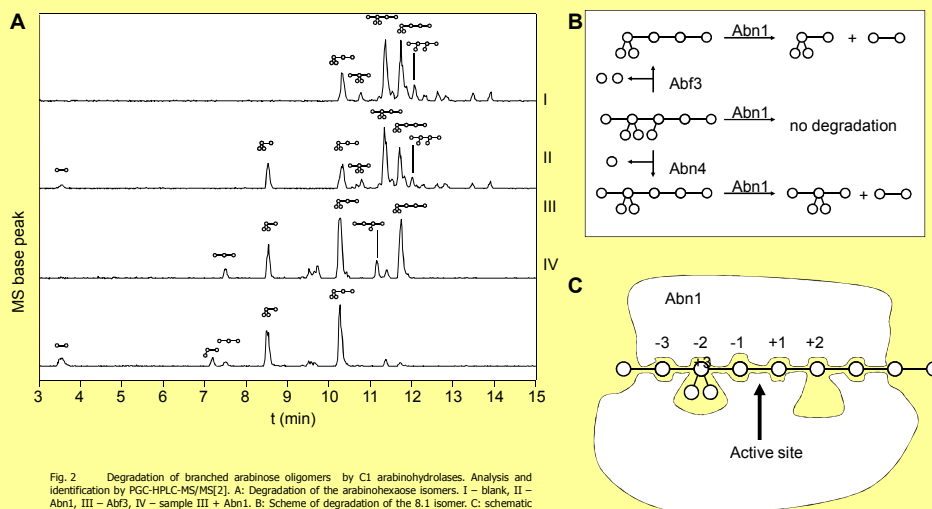 A
I
II
III
IV
MS base peak
3 4 5 6 7 8 9 10 11 12 13 14 15
t (min)
Fig. 2 Degradation of branched arabinose oligomers by C1 arabinohydrolases. Analysis and
identification by PGC-HPLC-MS/MS[2]. A: Degradation of the arabinohexaose isomers. I – blank, II –
Abn1, III – Abf3, IV – sample III + Abn1. B: Scheme of degradation of the 8.1 isomer. C: schematic
B
Abn1
+
Abf3
Abn1
no degradation
Abn4
Abn1
+
C
Abn1
-3 -2 -1 +1 +2
+3
Active site